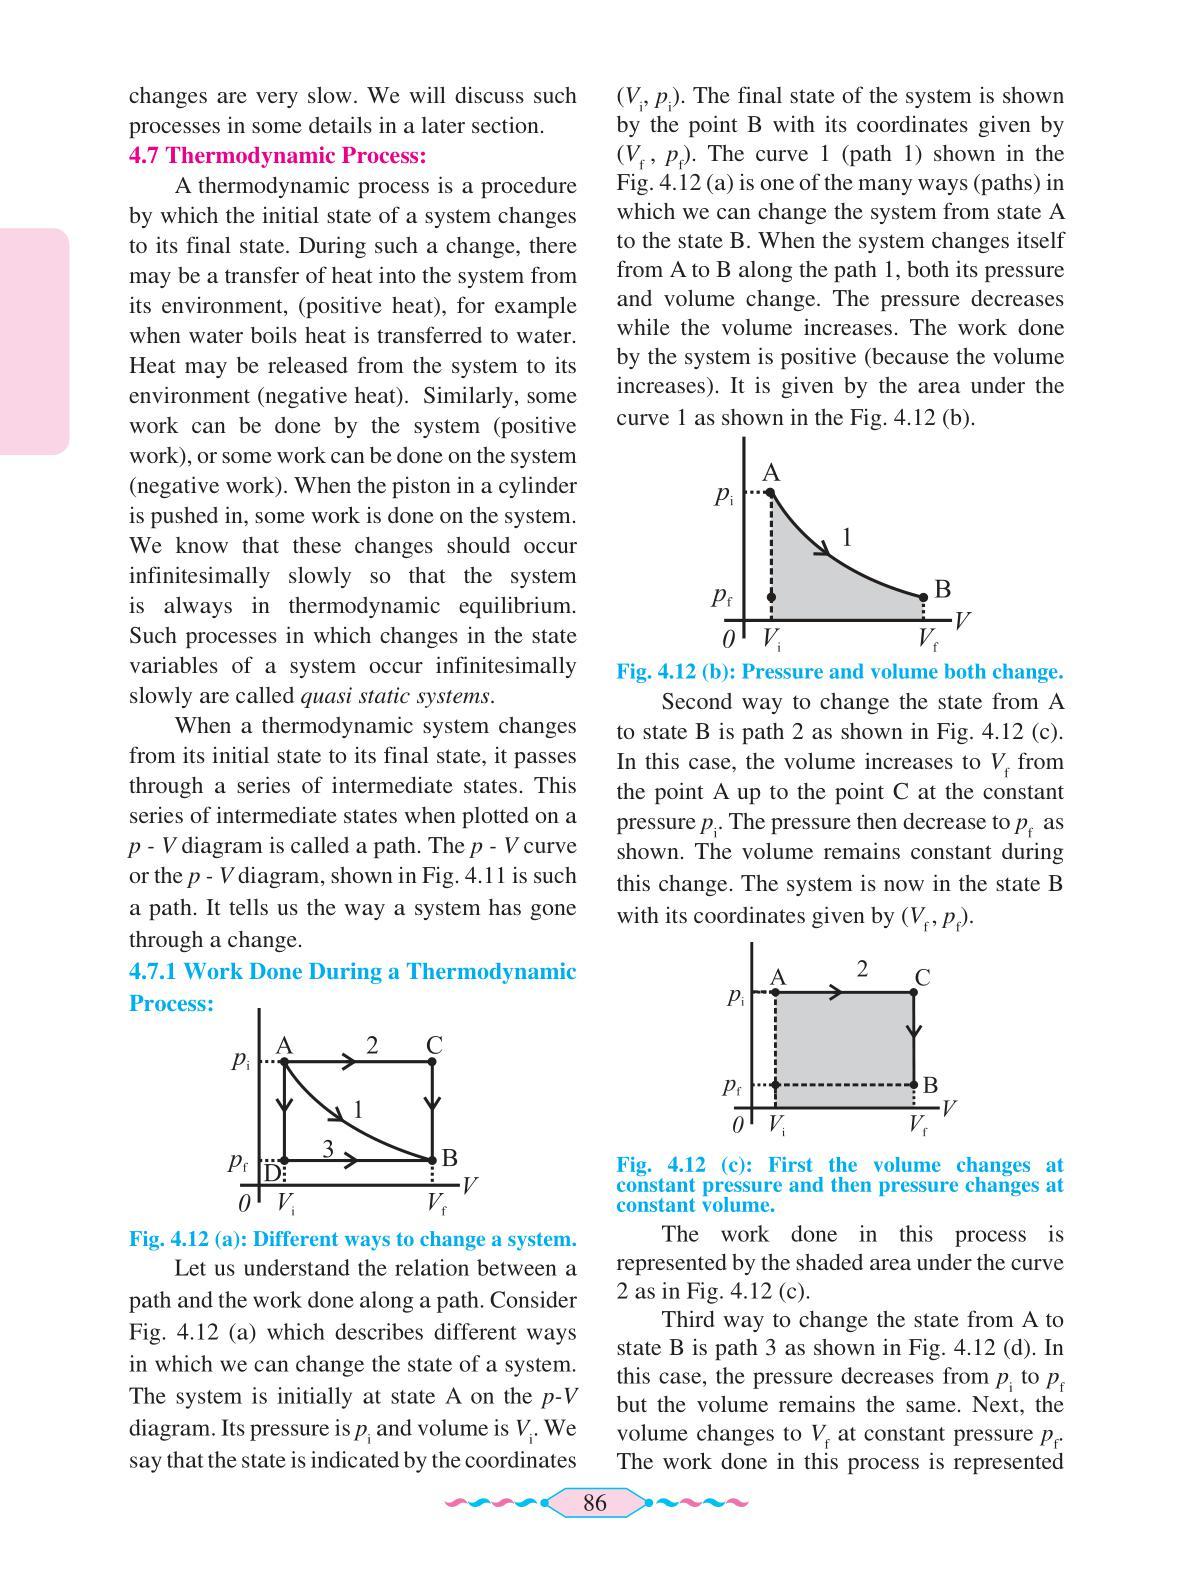 changes are very slow. We will discuss such
processes in some details in a later section.
4.7 Thermodynamic Process:
A thermodynamic process is a procedure
by which the initial state of a system changes
to its final state. During such a change, there
may be a transfer of heat into the system from
its environment, (positive heat), for example
when water boils heat is transferred to water.
Heat may be released from the system to its
environment (negative heat).  Similarly, some
work can be done by the system (positive
work), or some work can be done on the system
(negative work). When the piston in a cylinder
is pushed in, some work is done on the system.
We know that these changes should occur
infinitesimally slowly so that the system
is always in thermodynamic equilibrium.
Such processes in which changes in the state
variables of a system occur infinitesimally
slowly are called quasi static systems.
When a thermodynamic system changes
from its initial state to its final state, it passes
through a series of intermediate states. This
series of intermediate states when plotted on a
p - V diagram is called a path. The p - V curve
or the p - V diagram, shown in Fig. 4.11 is such
a path. It tells us the way a system has gone
through a change.
4.7.1 Work Done During a Thermodynamic
Process:
A 2 C
pi
1
3
pf D B
V
0 Vi Vf
Fig. 4.12 (a): Different ways to change a system.
Let us understand the relation between a
path and the work done along a path. Consider
Fig. 4.12 (a) which describes different ways
in which we can change the state of a system.
The system is initially at state A on the p-V
diagram. Its pressure is pi and volume is Vi. We
say that the state is indicated by the coordinates
(Vi, pi). The final state of the system is shown
by the point B with its coordinates given by
(Vf , pf). The curve 1 (path 1) shown in the
Fig. 4.12 (a) is one of the many ways (paths) in
which we can change the system from state A
to the state B. When the system changes itself
from A to B along the path 1, both its pressure
and volume change. The pressure decreases
while the volume increases. The work done
by the system is positive (because the volume
increases). It is given by the area under the
curve 1 as shown in the Fig. 4.12 (b).
A
pi
1
pf B
V
0 Vi Vf
Fig. 4.12 (b): Pressure and volume both change.
Second way to change the state from A
to state B is path 2 as shown in Fig. 4.12 (c).
In this case, the volume increases to Vf from
the point A up to the point C at the constant
pressure pi. The pressure then decrease to pf as
shown. The volume remains constant during
this change. The system is now in the state B
with its coordinates given by (Vf , pf).
A 2 C
pi
pf B
V
0 Vi Vf
Fig. 4.12 (c): First the volume changes at
constant pressure and then pressure changes at
constant volume.
The work done in this process is
represented by the shaded area under the curve
2 as in Fig. 4.12 (c).
Third way to change the state from A to
state B is path 3 as shown in Fig. 4.12 (d). In
this case, the pressure decreases from pi to pf
but the volume remains the same. Next, the
volume changes to Vf at constant pressure pf.
The work done in this process is represented
86